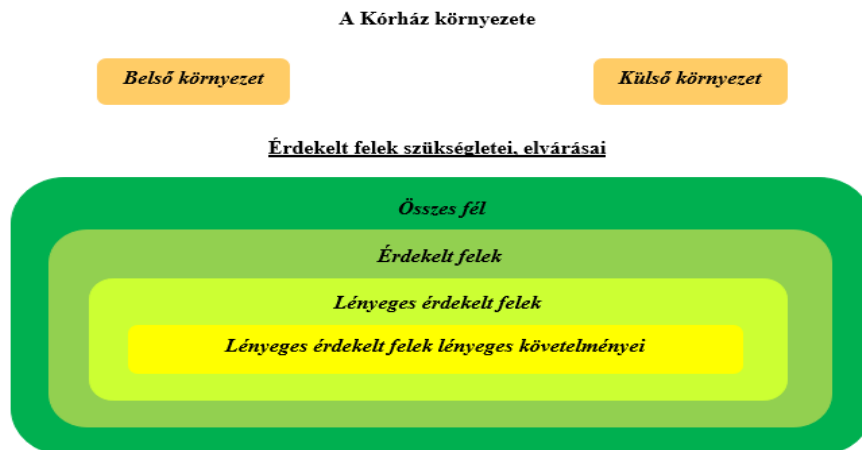 A Kórház környezete
Belső környezet
Külső környezet
Érdekelt felek szükségletei, elvárásai
Összes fél
Érdekelt felek
Lényeges érdekelt felek
Lényeges érdekelt felek lényeges követelményei